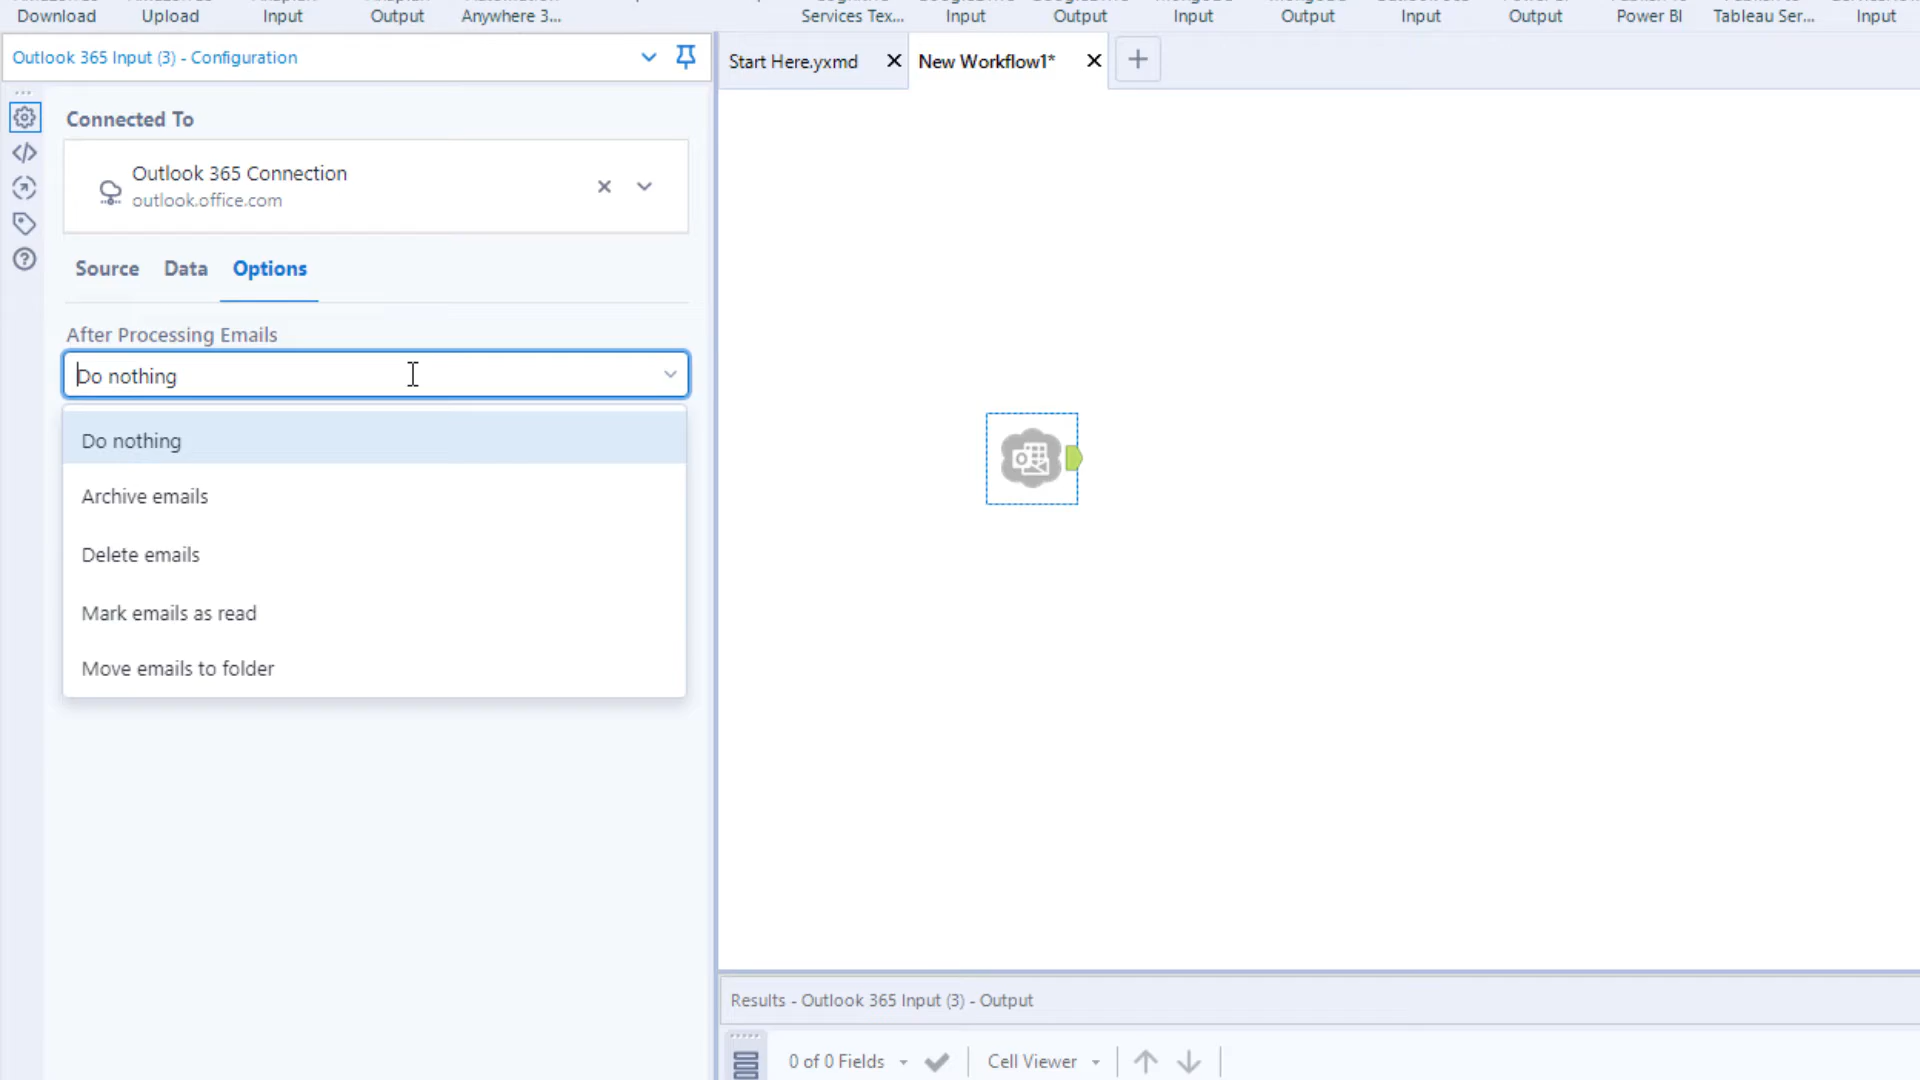 Download
Upload
Input
Output
Anywhere 3...
Services Tex...
Input
Output
Input
Output
Input
Output
Power BI
Tableau Ser...
Input
Outlook 365 Input (3) - Configuration
Start Here.yxmd
New Workflow1*
Connected To
Outlook 365 Connection
outlook.office.com
Source
Data
Options
After Processing Emails
Do nothing
Do nothing
Archive emails
Delete emails
Mark emails as read
Move emails to folder
Results - Outlook 365 Input (3) - Output
0 of 0 Fields
Cell Viewer